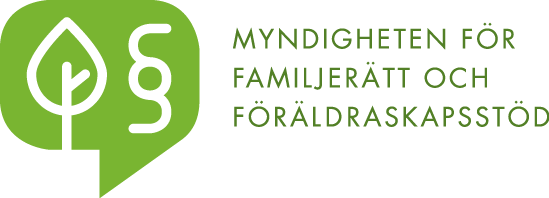 §
MYNDIGHETEN FÖR
FAMILJERÄTT OCH
FÖRÄLDRASKAPSSTÖD